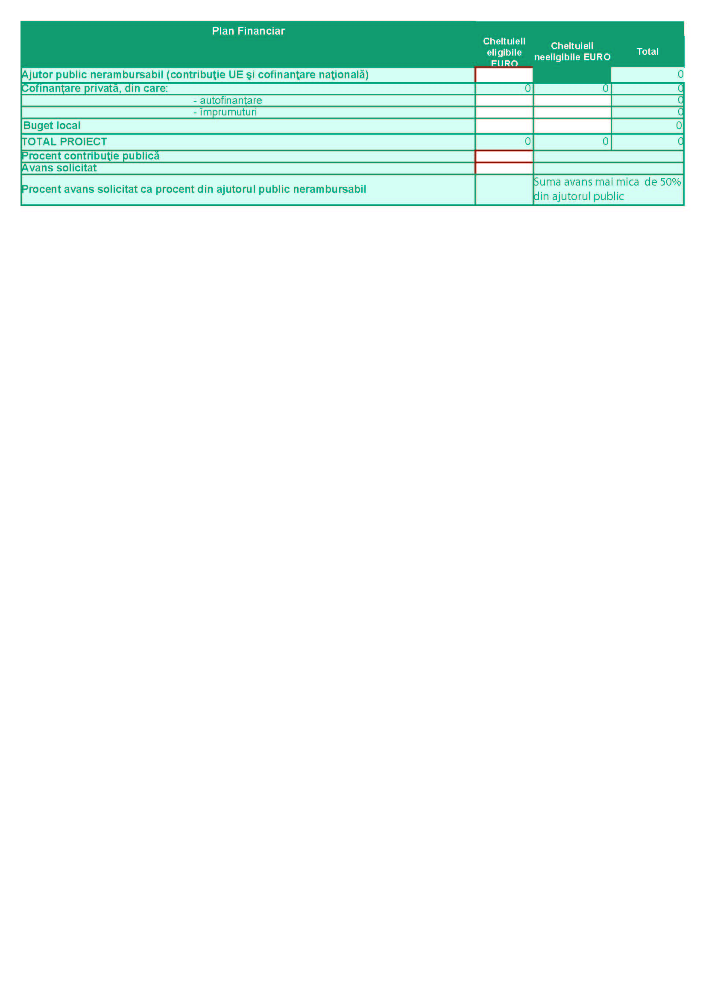 Plan Financiar
Cheltuieli
eligibile
EURO
Cheltuieli
neeligibile EURO
Total
Ajutor public nerambursabil (contribuţie UE şi cofinanţare naţională) 0
Cofinanțare privată, din care: 0 0 0
- autofinanțare 0
- împrumuturi 0
Buget local 0
TOTAL PROIECT 0 0 0
Procent contribuţie publică
Avans solicitat
Procent avans solicitat ca procent din ajutorul public nerambursabil
Suma avans mai mica de 50%
din ajutorul public